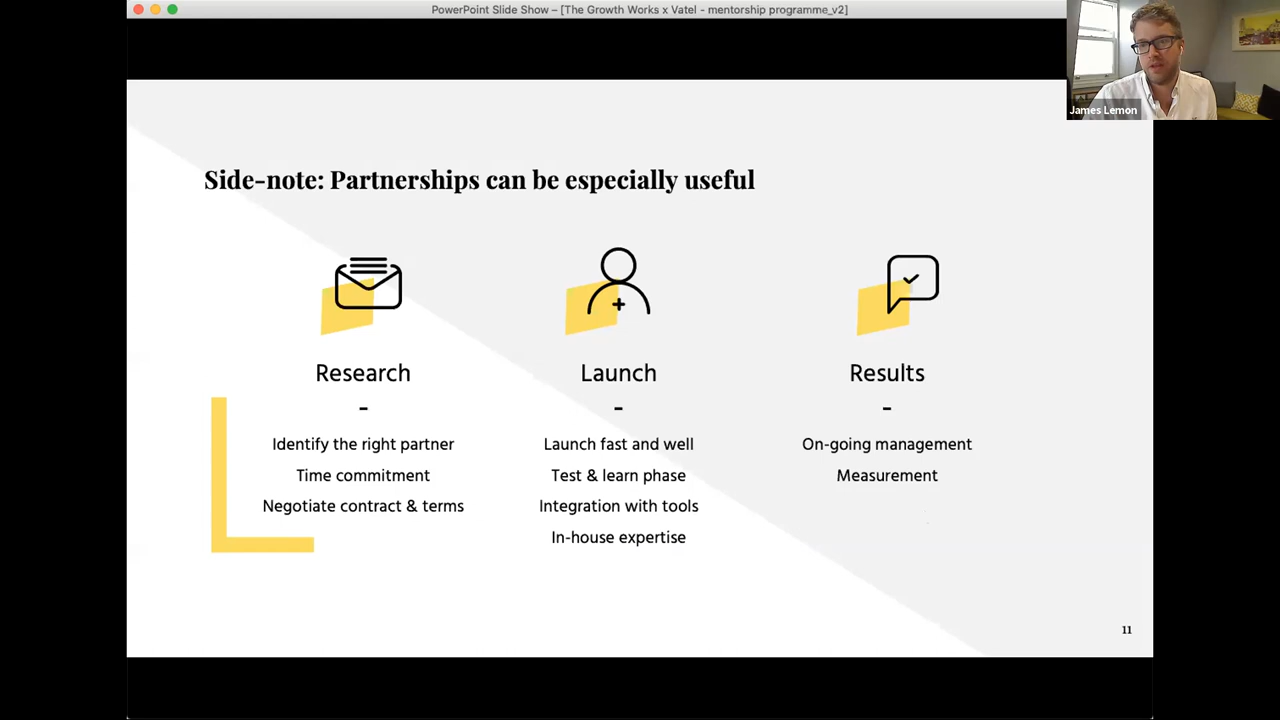 PowerPoint Slide Show – [The Growth Works x Vatel - mentorship programme_v2]
James Lemon
Side-note: Partnerships can be especially useful
Research
-
Identify the right partner
Time commitment
Negotiate contract & terms
Launch
-
Launch fast and well
Test & learn phase
Integration with tools
In-house expertise
Results
-
On-going management
Measurement
11